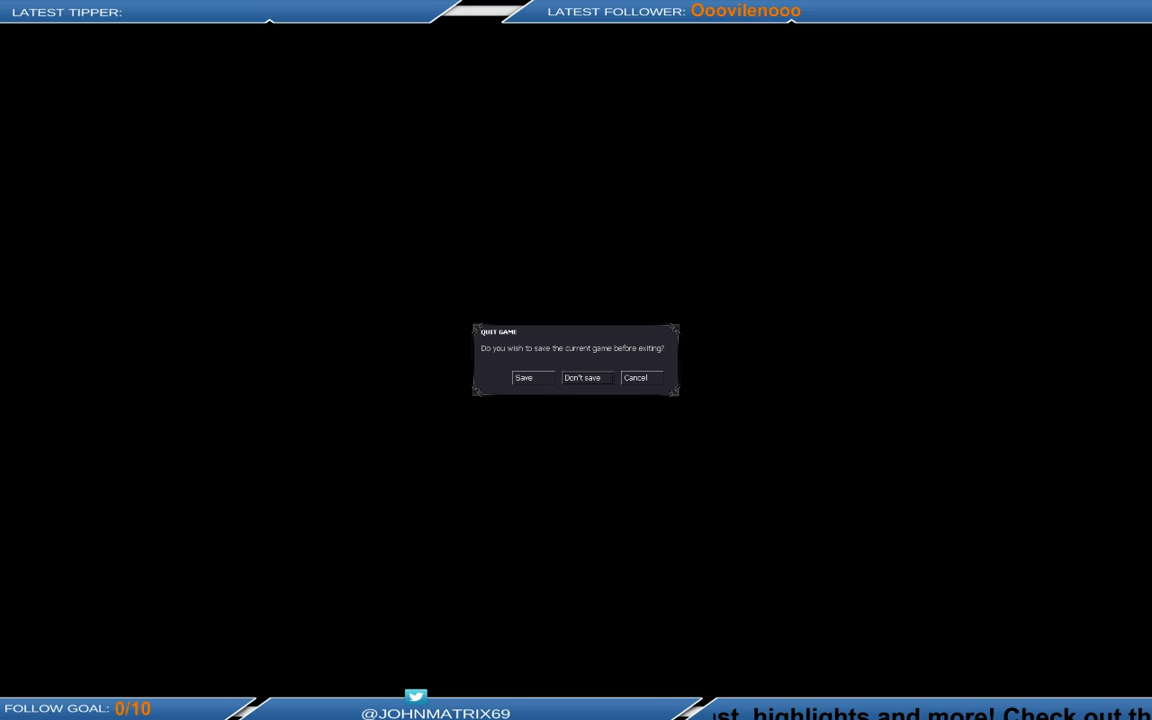 LATEST TIPPER:
LATEST FOLLOWER: Ooovilenooo
QUIT GAME
Do you wish to save the current game before exiting?
Save
Don't save
Cancel
FOLLOW GOAL: 0/10
@JOHNMATRIX69
highlights and more! Check out